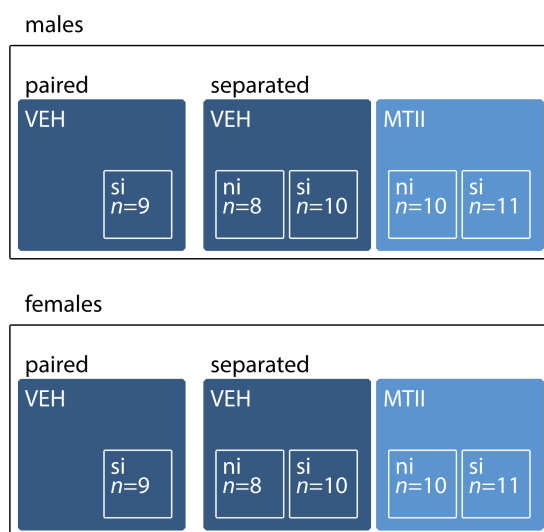 males
paired separated
VEH VEH MTII
si ni si ni si
n=9 n=8 n=10 n=10 n=11
females
paired separated
VEH VEH MTII
si ni si ni si
n=9 n=8 n=10 n=10 n=11